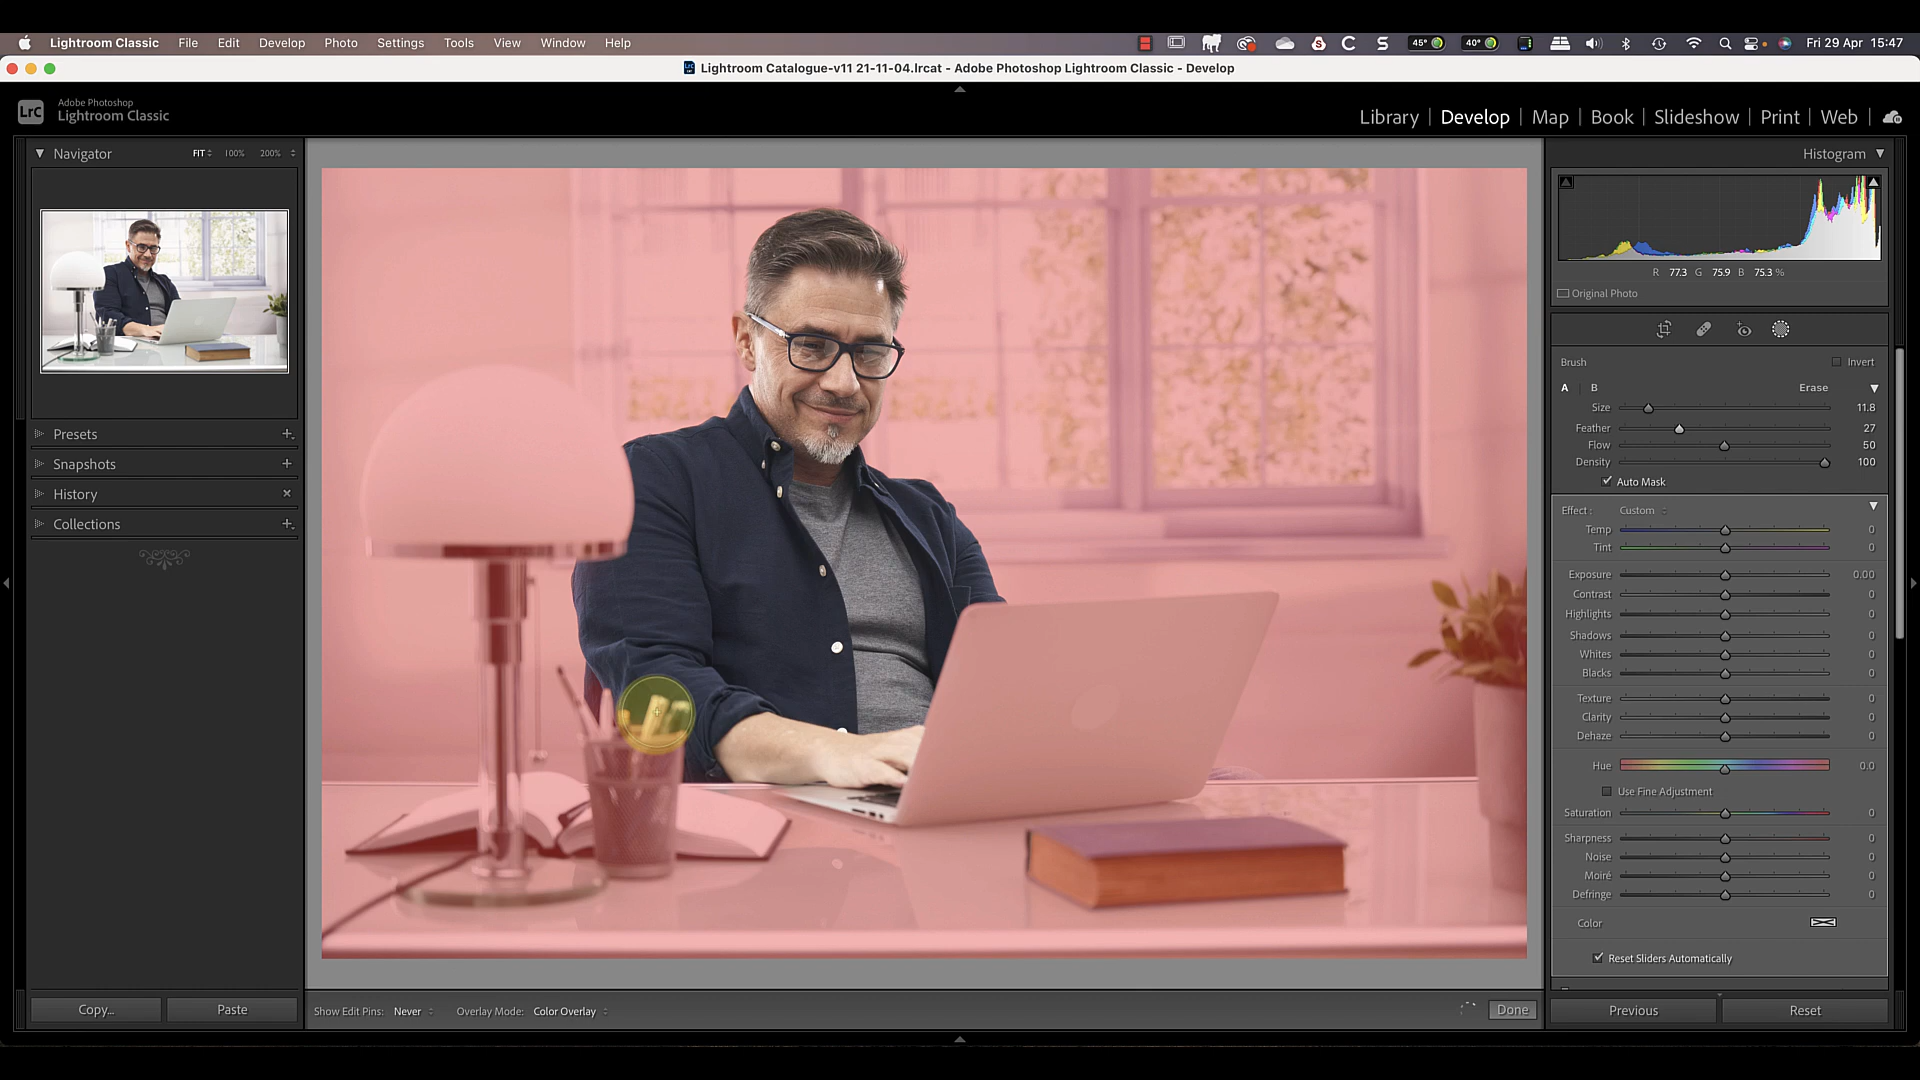 Lightroom Classic File Edit Develop Photo Settings Tools View Window Help 45° 40° Fri 29 Apr 15:47
Lightroom Catalogue-v11 21-11-04.lrcat - Adobe Photoshop Lightroom Classic - Develop
LrC Adobe Photoshop
Lightroom Classic
Library | Develop | Map | Book | Slideshow | Print | Web |
Navigator FIT 100% 200%
Presets
Snapshots
History
Collections
Copy... Paste
Show Edit Pins: Never Overlay Mode: Color Overlay Done
Histogram
R 77.3 G 75.9 B 75.3 %
Original Photo
Brush Invert
A B Erase
Size 11.8
Feather 27
Flow 50
Density 100
Auto Mask
Effect : Custom
Temp 0
Tint 0
Exposure 0.00
Contrast 0
Highlights 0
Shadows 0
Whites 0
Blacks 0
Texture 0
Clarity 0
Dehaze 0
Hue 0.0
Use Fine Adjustment
Saturation 0
Sharpness 0
Noise 0
Moiré 0
Defringe 0
Color
Reset Sliders Automatically
Previous Reset